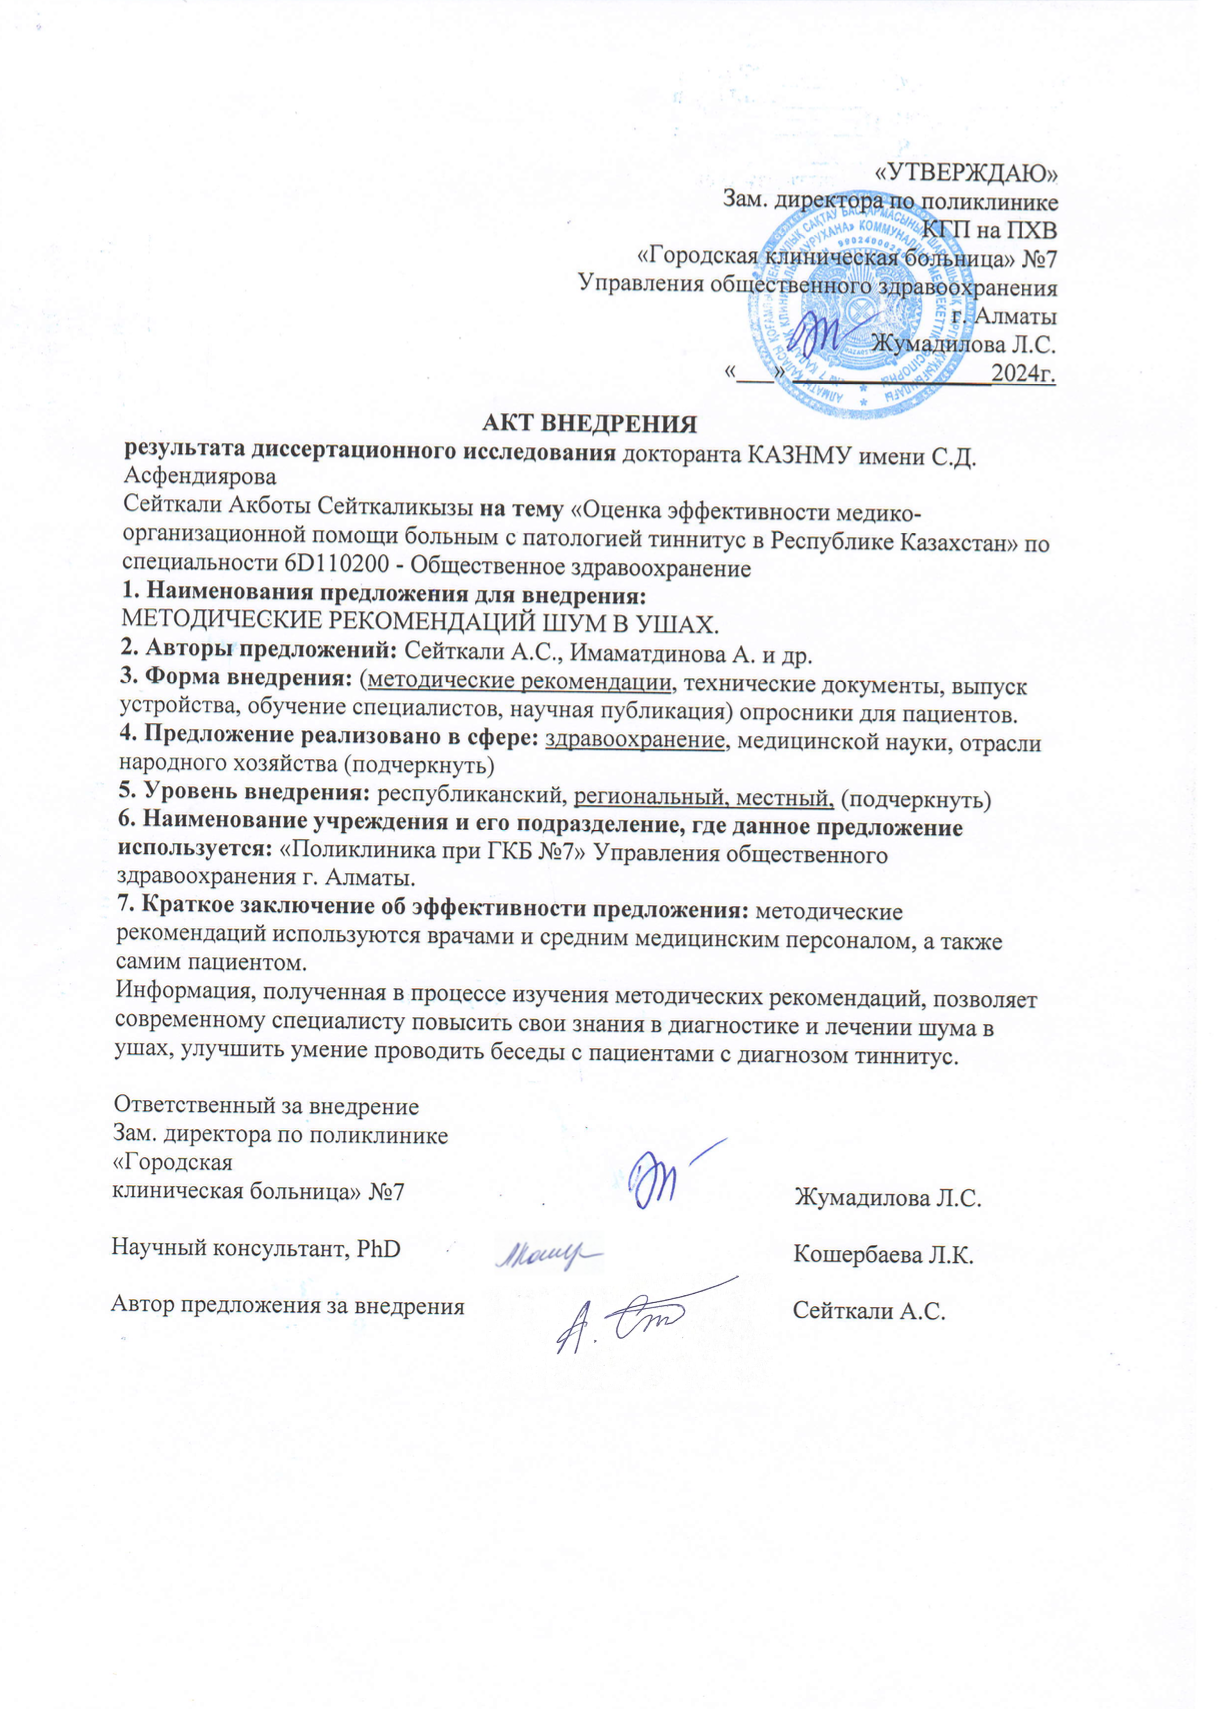 «УТВЕРЖДАЮ»
Зам. директора по поликлинике
КГП на ПХВ
«Городская клиническая больница» №7
Управления общественного здравоохранения
г. Алматы
Жумадилова Л.С.
«___» ________________2024г.
АКТ ВНЕДРЕНИЯ
результата диссертационного исследования докторанта КАЗНМУ имени С.Д.
Асфендиярова
Сейткали Акботы Сейткаликызы на тему «Оценка эффективности медико-
организационной помощи больным с патологией тиннитус в Республике Казахстан» по
специальности 6D110200 - Общественное здравоохранение
1. Наименования предложения для внедрения:
МЕТОДИЧЕСКИЕ РЕКОМЕНДАЦИЙ ШУМ В УШАХ.
2. Авторы предложений: Сейткали А.С., Имаматдинова А. и др.
3. Форма внедрения: (методические рекомендации, технические документы, выпуск
устройства, обучение специалистов, научная публикация) опросники для пациентов.
4. Предложение реализовано в сфере: здравоохранение, медицинской науки, отрасли
народного хозяйства (подчеркнуть)
5. Уровень внедрения: республиканский, региональный, местный, (подчеркнуть)
6. Наименование учреждения и его подразделение, где данное предложение
используется: «Поликлиника при ГКБ №7» Управления общественного
здравоохранения г. Алматы.
7. Краткое заключение об эффективности предложения: методические
рекомендаций используются врачами и средним медицинским персоналом, а также
самим пациентом.
Информация, полученная в процессе изучения методических рекомендаций, позволяет
современному специалисту повысить свои знания в диагностике и лечении шума в
ушах, улучшить умение проводить беседы с пациентами с диагнозом тиннитус.
Ответственный за внедрение
Зам. директора по поликлинике
«Городская
клиническая больница» №7
Жумадилова Л.С.
Научный консультант, PhD
Кошербаева Л.К.
Автор предложения за внедрения
Сейткали А.С.